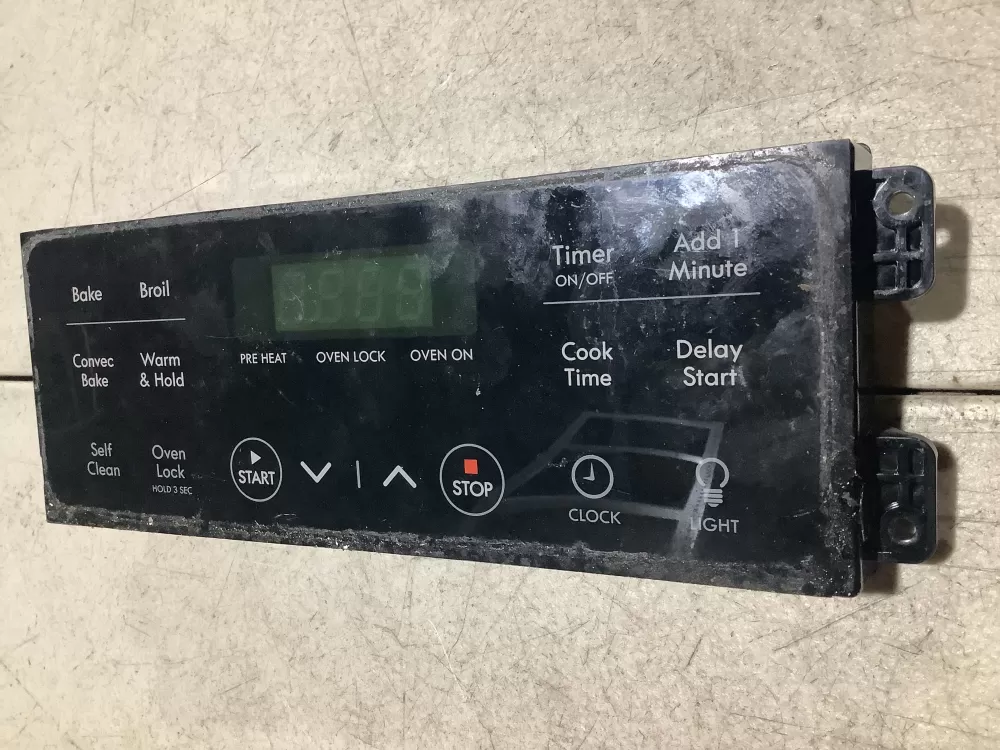 Bake
Broil
Convec
Bake
Warm
& Hold
Self
Clean
Oven
Lock
HOLD 3 SEC
PRE HEAT
OVEN LOCK
OVEN ON
START
STOP
Timer
ON/OFF
Add 1
Minute
Cook
Time
Delay
Start
CLOCK
LIGHT